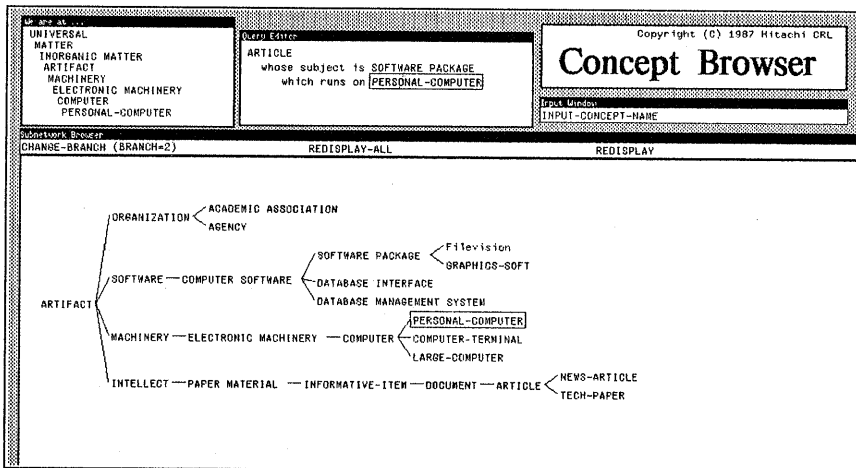 We are at ...
UNIVERSAL
MATTER
INORGANIC MATTER
ARTIFACT
MACHINERY
ELECTRONIC MACHINERY
COMPUTER
PERSONAL-COMPUTER
Query Editor
ARTICLE
whose subject is SOFTWARE PACKAGE
which runs on PERSONAL-COMPUTER
Copyright (C) 1987 Hitachi CRL
Concept Browser
Input Window
INPUT-CONCEPT-NAME
Subnetwork Browser
CHANGE-BRANCH (BRANCH=2) REDISPLAY-ALL REDISPLAY
ACADEMIC ASSOCIATION
ORGANIZATION
AGENCY
Filevision
SOFTWARE PACKAGE
GRAPHICS-SOFT
SOFTWARE COMPUTER SOFTWARE DATABASE INTERFACE
DATABASE MANAGEMENT SYSTEM
ARTIFACT
PERSONAL-COMPUTER
MACHINERY ELECTRONIC MACHINERY COMPUTER COMPUTER-TERMINAL
LARGE-COMPUTER
NEWS-ARTICLE
INTELLECT PAPER MATERIAL INFORMATIVE-ITEM DOCUMENT ARTICLE
TECH-PAPER